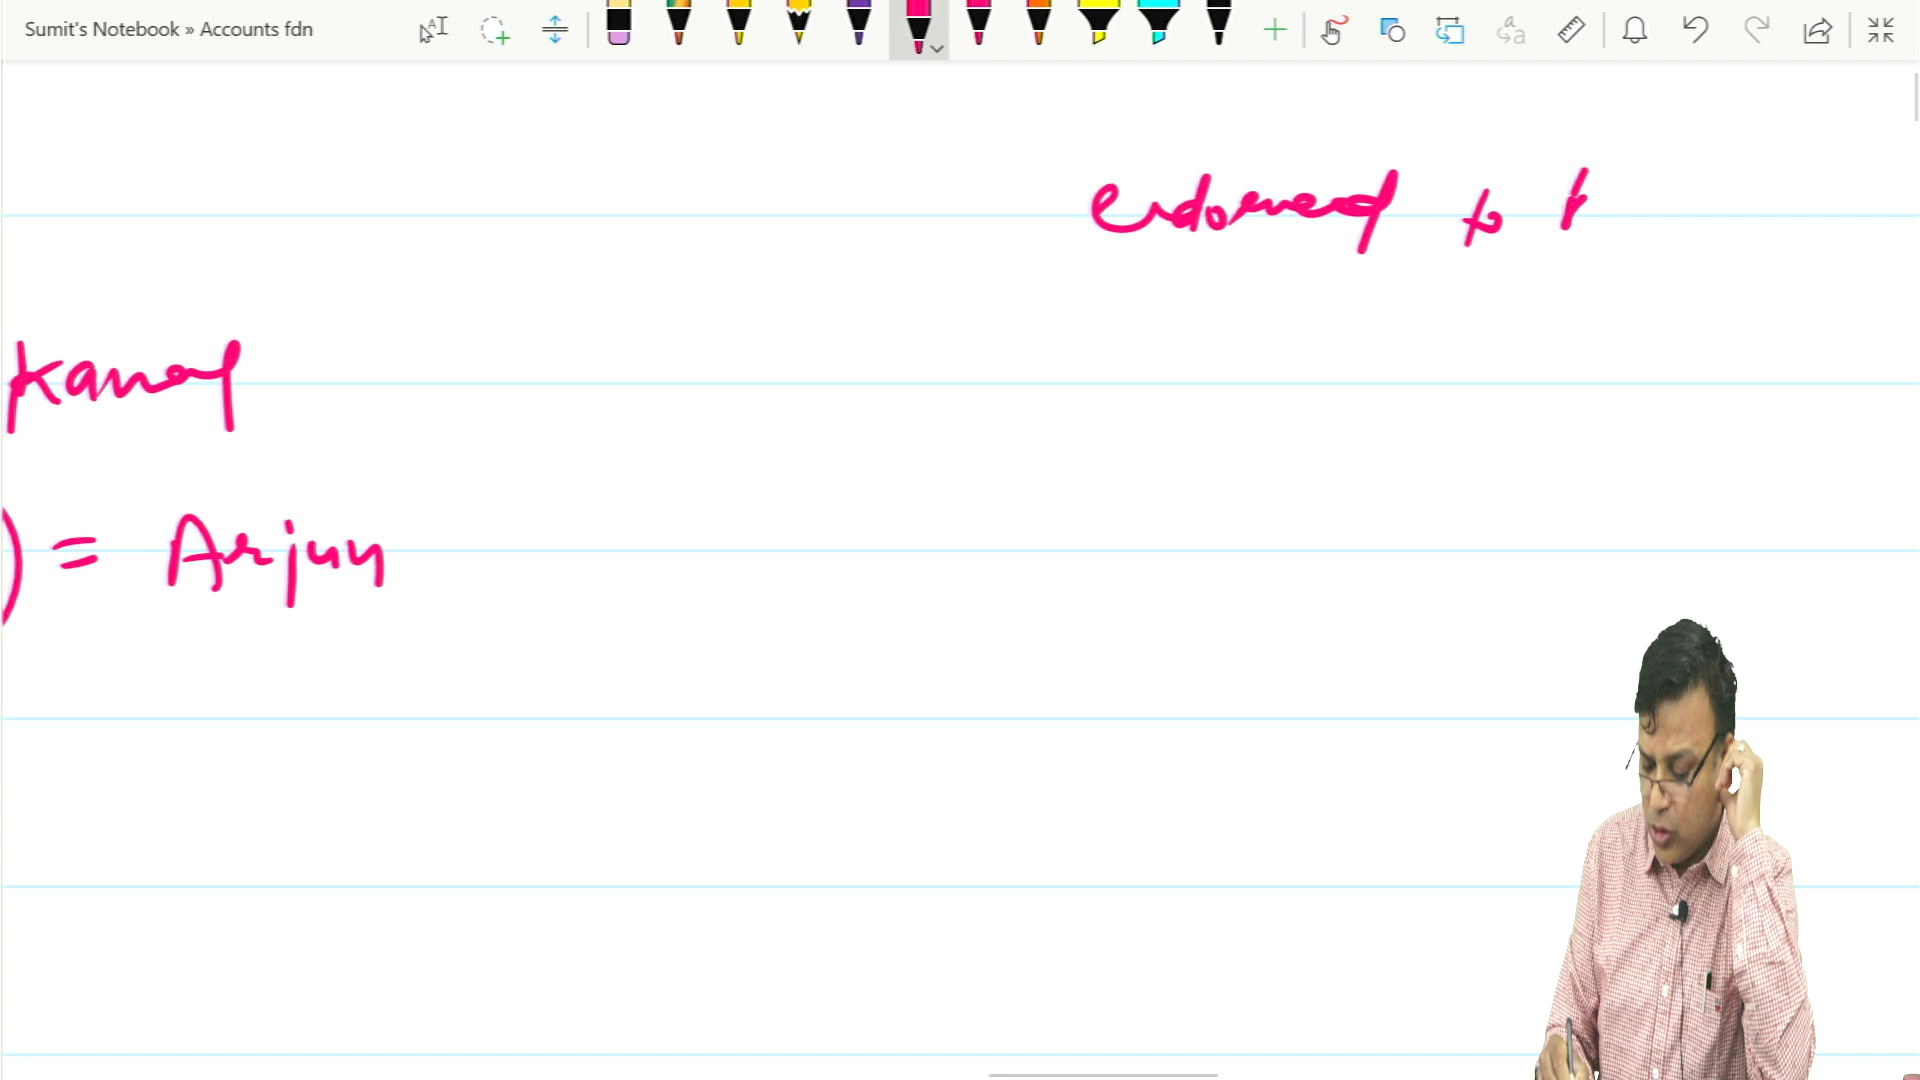 Sumit's Notebook » Accounts fdn
endorsed to
Kamal
) = Arjun